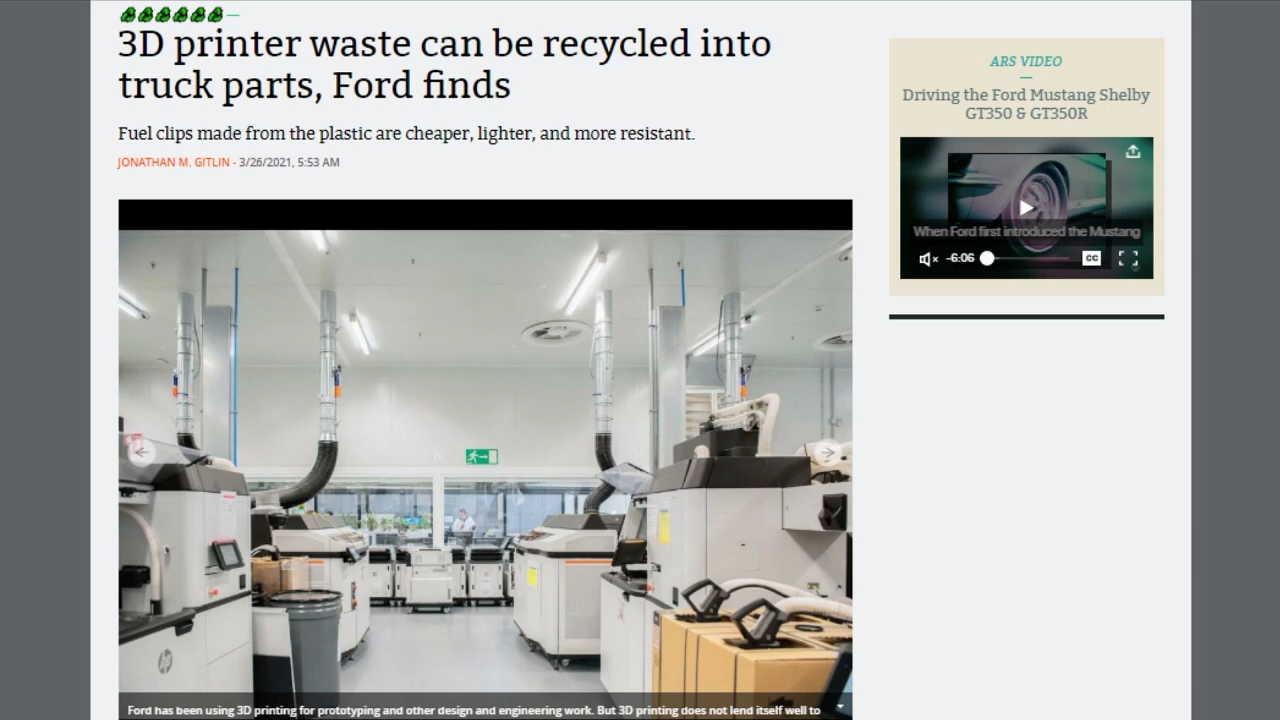 3D printer waste can be recycled into
truck parts, Ford finds
Fuel clips made from the plastic are cheaper, lighter, and more resistant.
JONATHAN M. GITLIN - 3/26/2021, 5:53 AM
ARS VIDEO
Driving the Ford Mustang Shelby
GT350 & GT350R
When Ford first introduced the Mustang
-6:06
CC
hp
Ford has been using 3D printing for prototyping and other design and engineering work. But 3D printing does not lend itself well to